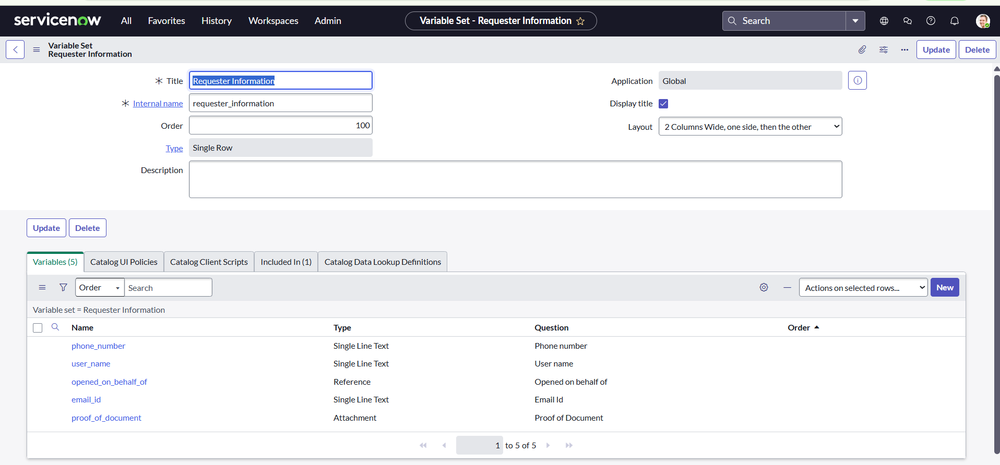 servicenow All Favorites History Workspaces Admin Variable Set - Requester Information Search
Variable Set
Requester Information
Update Delete
Title Requester Information
Application Global
Internal name requester_information
Display title
Order 100
Layout 2 Columns Wide, one side, then the other
Type Single Row
Description
Update Delete
Variables (5) Catalog UI Policies Catalog Client Scripts Included In (1) Catalog Data Lookup Definitions
Order Search Actions on selected rows... New
Variable set = Requester Information
Name Type Question Order
phone_number Single Line Text Phone number
user_name Single Line Text User name
opened_on_behalf_of Reference Opened on behalf of
email_id Single Line Text Email Id
proof_of_document Attachment Proof of Document
1 to 5 of 5